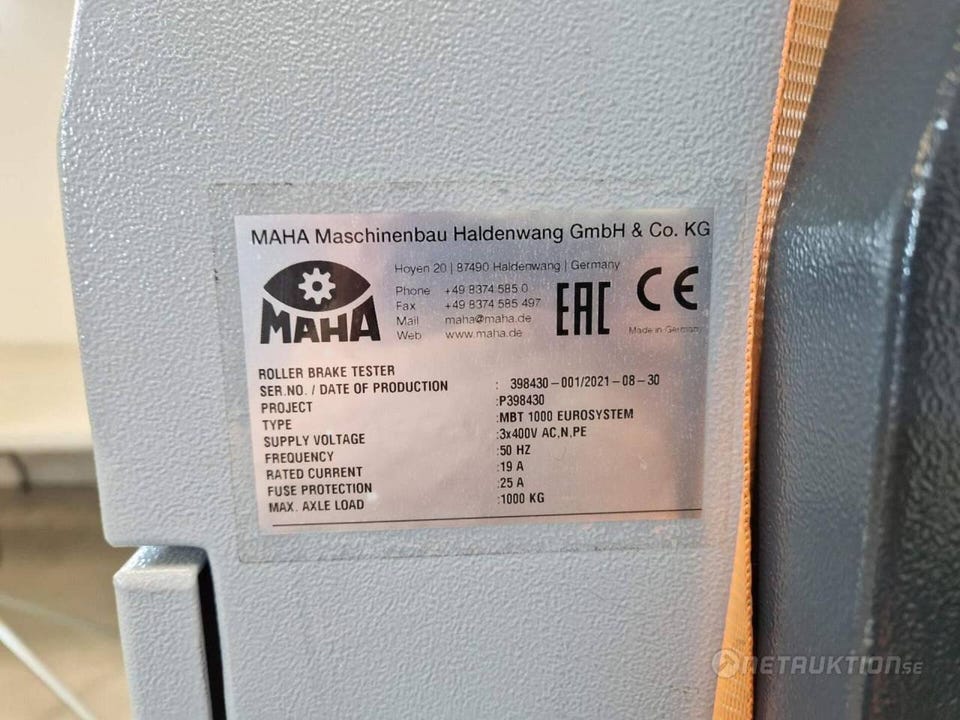 MAHA Maschinenbau Haldenwang GmbH & Co. KG
Hoyen 20 | 87490 Haldenwang | Germany
MAHA
Phone +49 8374 585 0
Fax +49 8374 585 497
Mail maha@maha.de
Web www.maha.de
EAC CE
Made in Germany
ROLLER BRAKE TESTER
SER.NO. / DATE OF PRODUCTION : 398430-001/2021-08-30
PROJECT :P398430
TYPE :MBT 1000 EUROSYSTEM
SUPPLY VOLTAGE :3x400V AC,N,PE
FREQUENCY :50 HZ
RATED CURRENT :19 A
FUSE PROTECTION :25 A
MAX. AXLE LOAD :1000 KG
NETAUKTION.SE